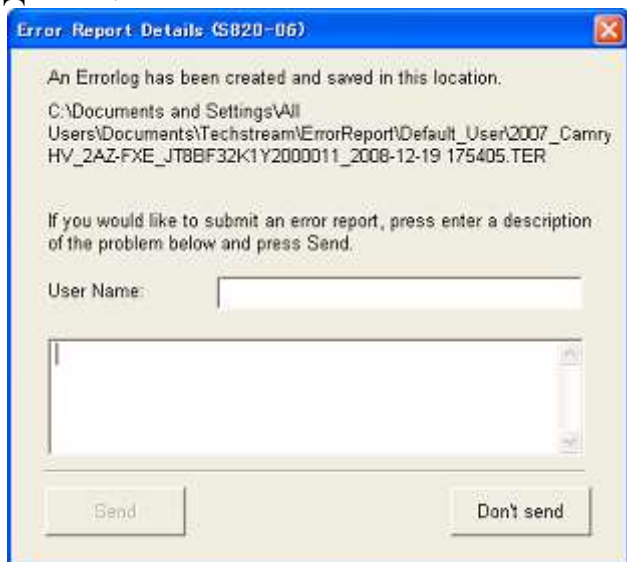 Error Report Details (S820-06)
An Errorlog has been created and saved in this location.
C:\Documents and Settings\All
Users\Documents\Techstream\ErrorReport\Default_User\2007_Camry
HV_2AZ-FXE_JT8BF32K1Y2000011_2008-12-19 175405.TER
If you would like to submit an error report, press enter a description
of the problem below and press Send.
User Name:
Send
Don't send